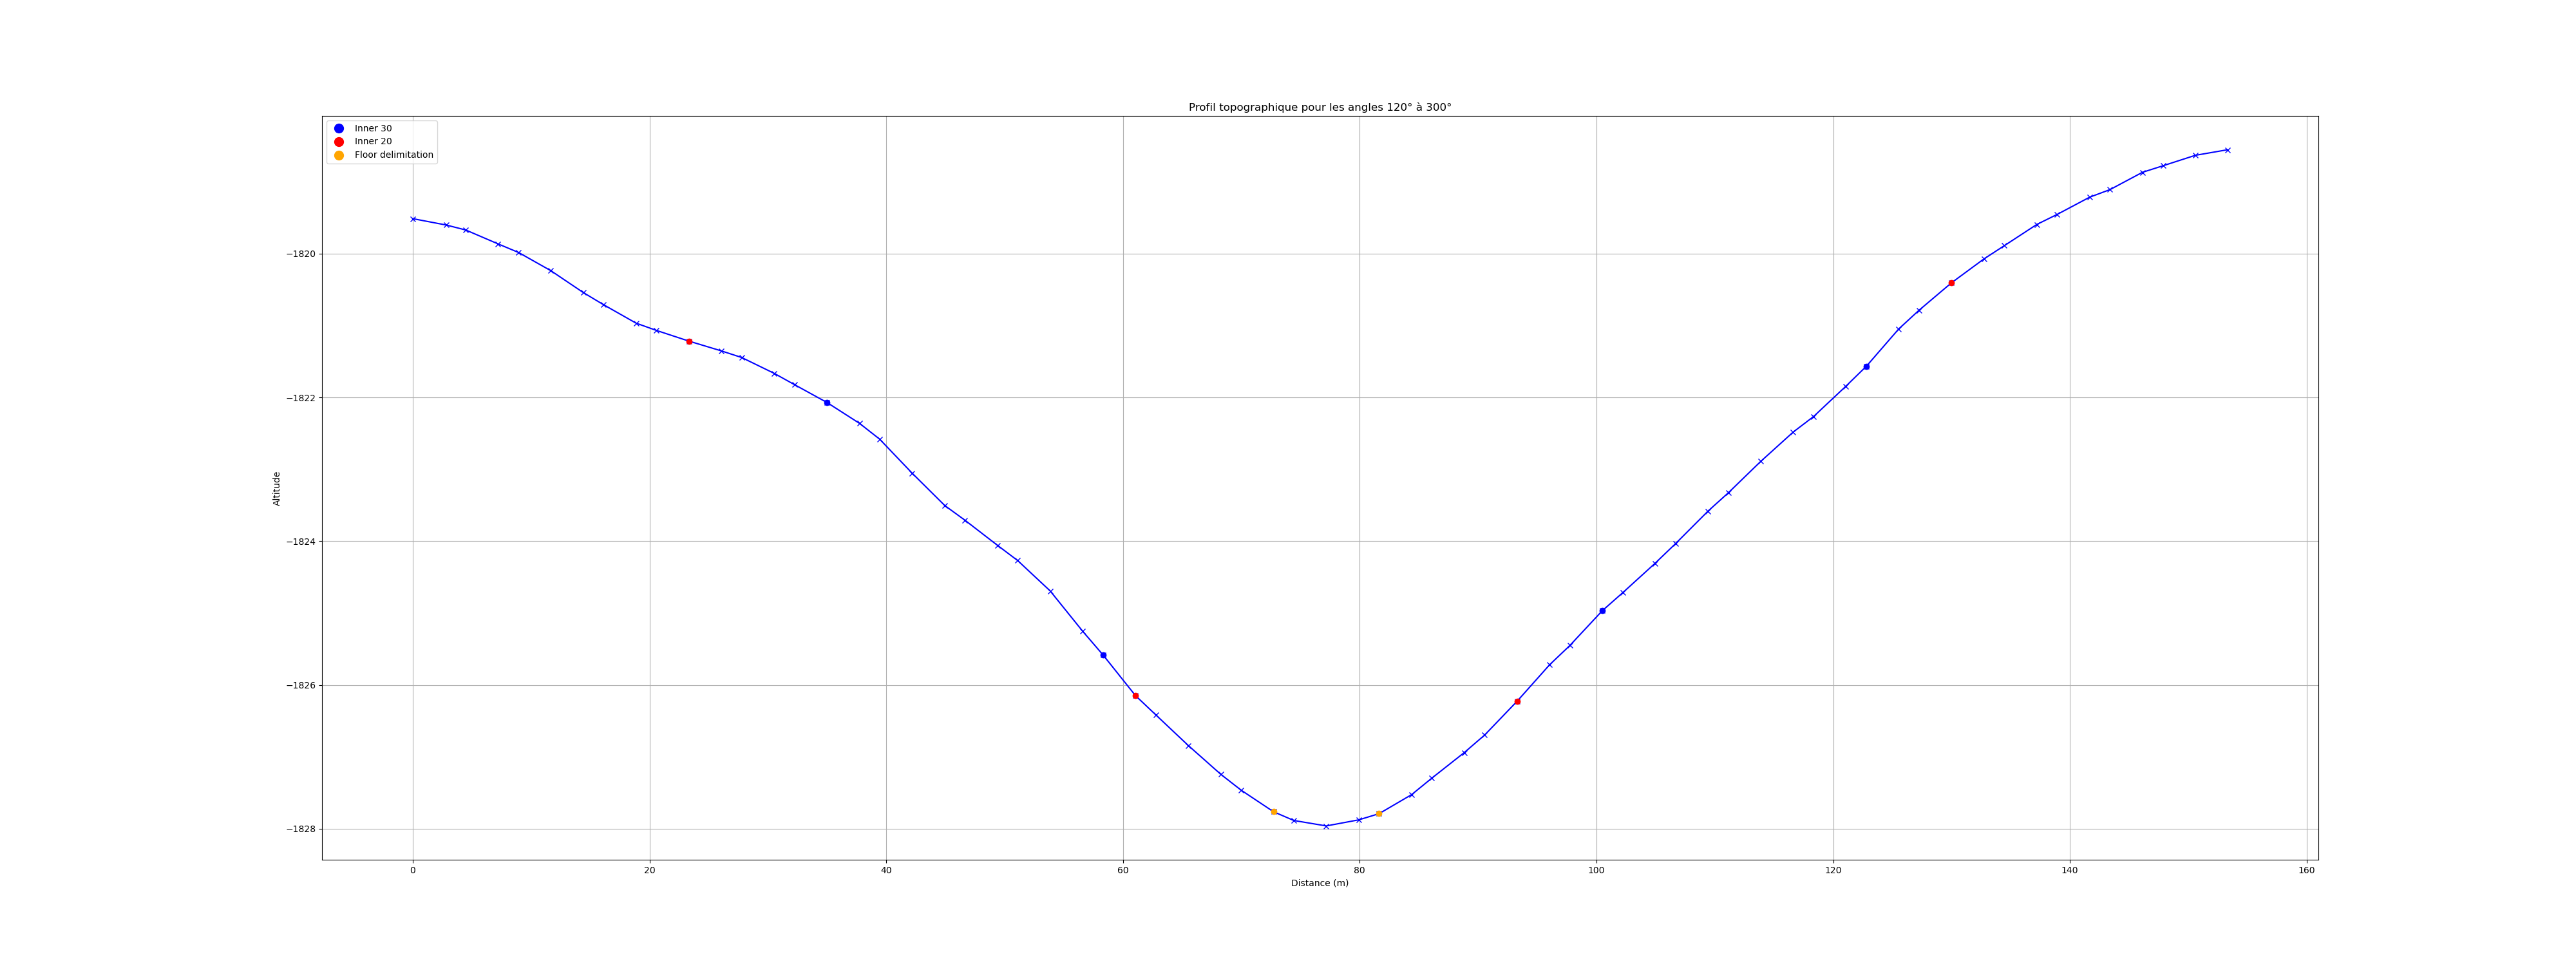 Profil topographique pour les angles 120° à 300°
Inner 30
Inner 20
Floor delimitation
−1820
−1822
−1824
−1826
−1828
Altitude
0 20 40 60 80 100 120 140 160
Distance (m)